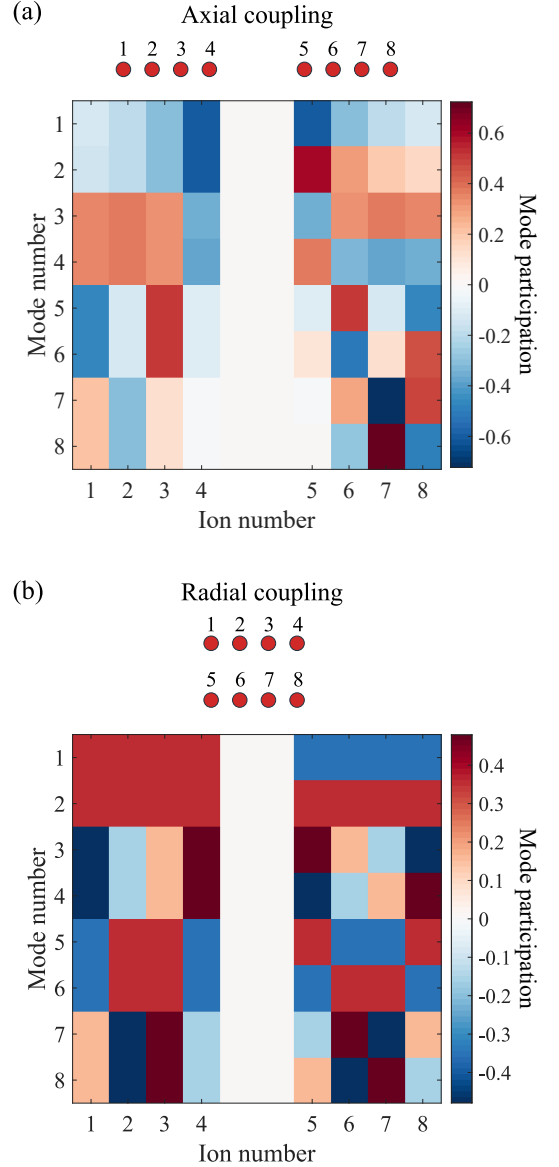 (a)
Axial coupling
1 2 3 4 5 6 7 8
1
2
3
4
5
6
7
8
Mode number
1 2 3 4 5 6 7 8
Ion number
0.6
0.4
0.2
0
-0.2
-0.4
-0.6
Mode participation
(b)
Radial coupling
1 2 3 4
5 6 7 8
1
2
3
4
5
6
7
8
Mode number
1 2 3 4 5 6 7 8
Ion number
0.4
0.3
0.2
0.1
0
-0.1
-0.2
-0.3
-0.4
Mode participation